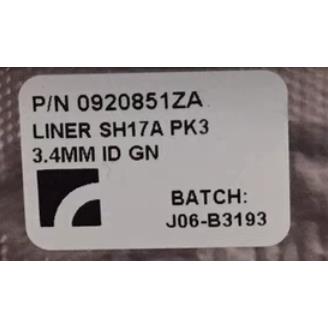 P/N 0920851ZA
LINER SH17A PK3
3.4MM ID GN
BATCH:
J06-B3193